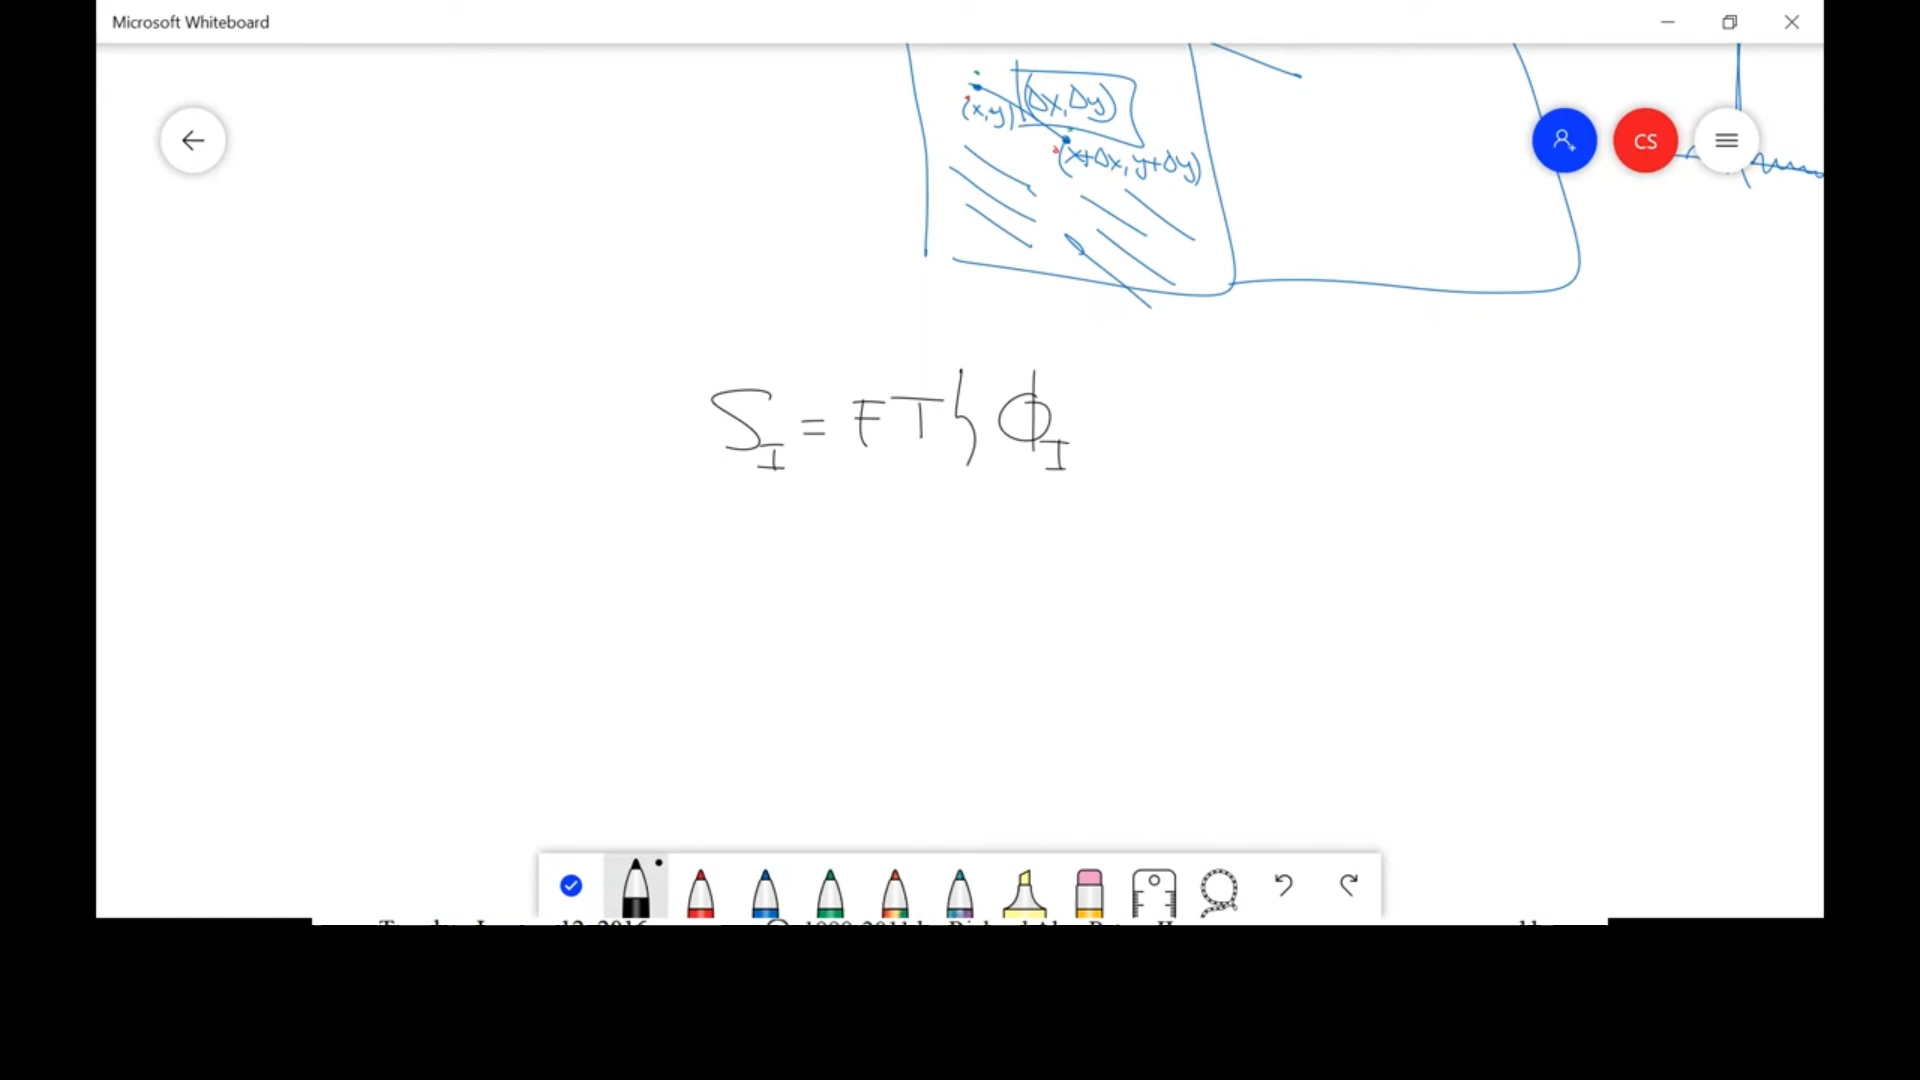 Microsoft Whiteboard
(x,y) (Δx,Δy)
(x+Δx, y+Δy)
CS
S_I = FT{ Φ_I